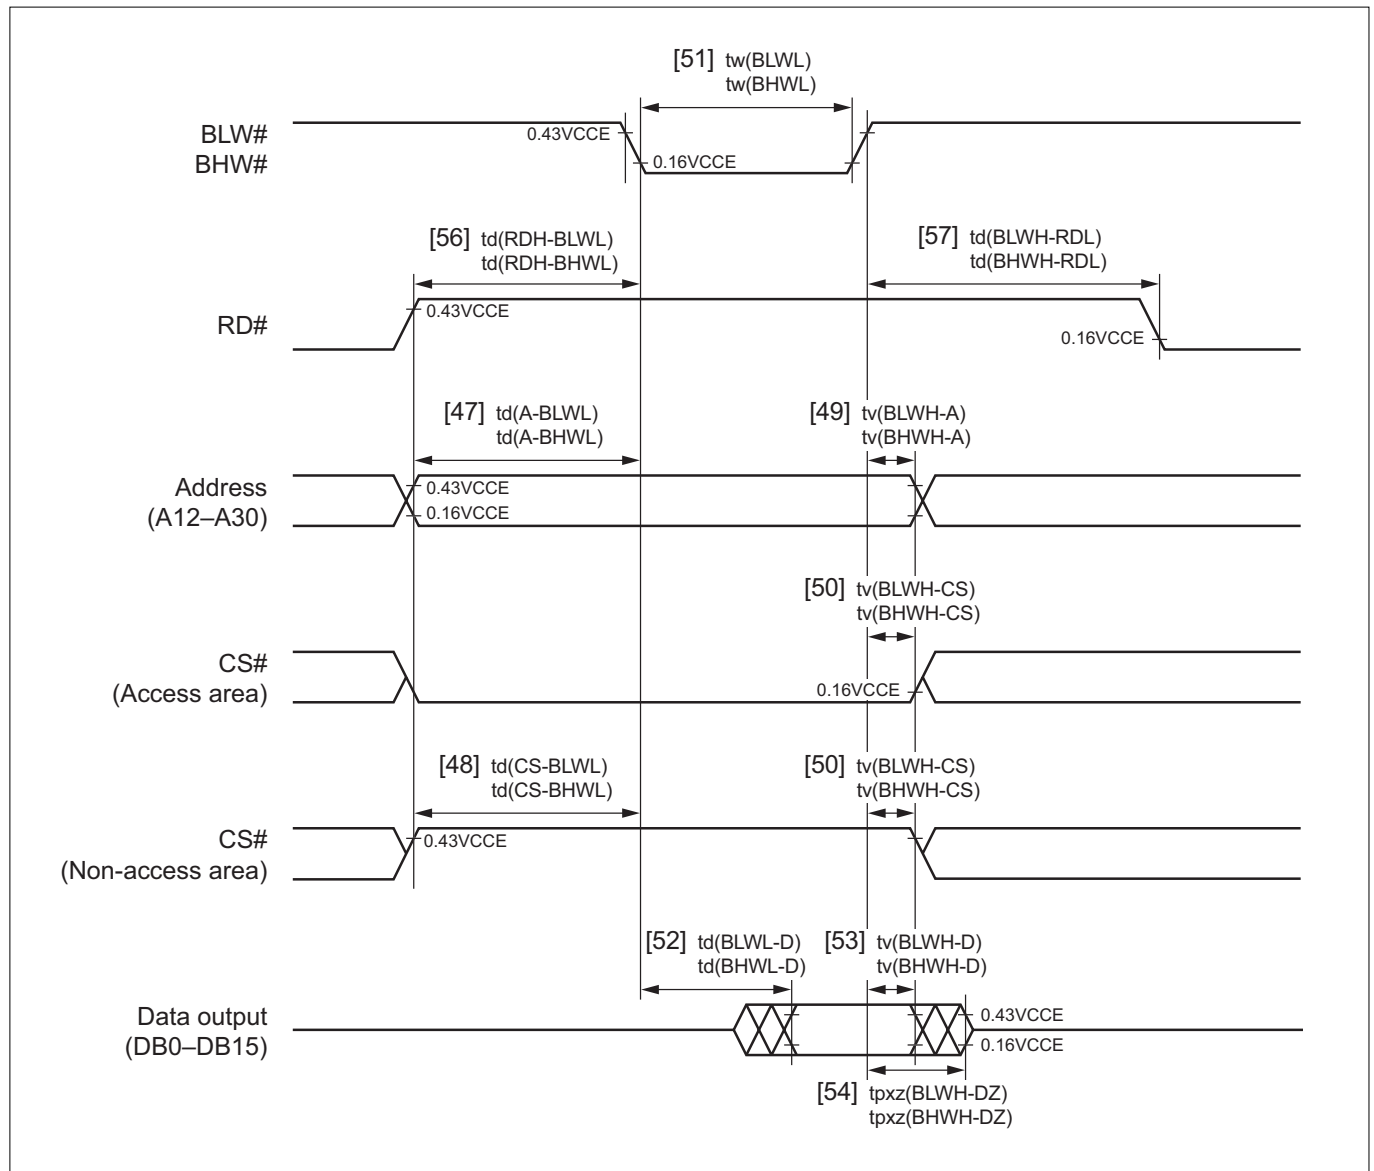 [51] tw(BLWL)
tw(BHWL)
BLW#
BHW#
0.43VCCE
0.16VCCE
[56] td(RDH-BLWL)
td(RDH-BHWL)
[57] td(BLWH-RDL)
td(BHWH-RDL)
RD#
0.43VCCE
0.16VCCE
[47] td(A-BLWL)
td(A-BHWL)
[49] tv(BLWH-A)
tv(BHWH-A)
Address
(A12–A30)
0.43VCCE
0.16VCCE
[50] tv(BLWH-CS)
tv(BHWH-CS)
CS#
(Access area)
0.16VCCE
[48] td(CS-BLWL)
td(CS-BHWL)
[50] tv(BLWH-CS)
tv(BHWH-CS)
CS#
(Non-access area)
0.43VCCE
[52] td(BLWL-D)
td(BHWL-D)
[53] tv(BLWH-D)
tv(BHWH-D)
Data output
(DB0–DB15)
0.43VCCE
0.16VCCE
[54] tpxz(BLWH-DZ)
tpxz(BHWH-DZ)